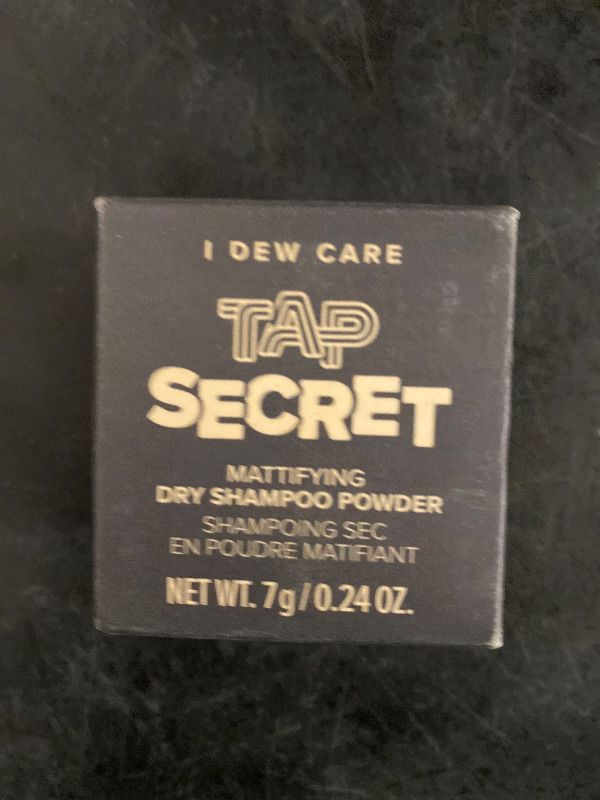 I DEW CARE
TAP
SECRET
MATTIFYING
DRY SHAMPOO POWDER
SHAMPOING SEC
EN POUDRE MATIFIANT
NET WT. 7g/0.24 OZ.